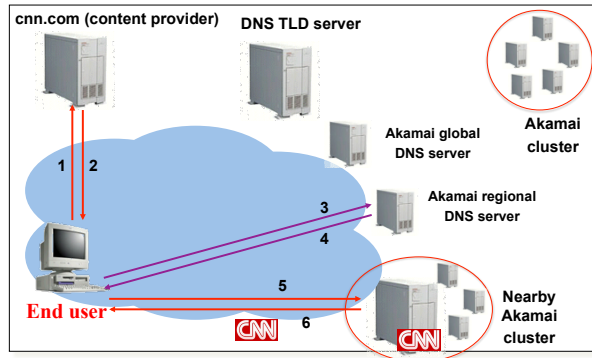 cnn.com (content provider)
DNS TLD server
Akamai
cluster
Akamai global
DNS server
1
2
Akamai regional
DNS server
3
4
5
End user
6
CNN
CNN
Nearby
Akamai
cluster